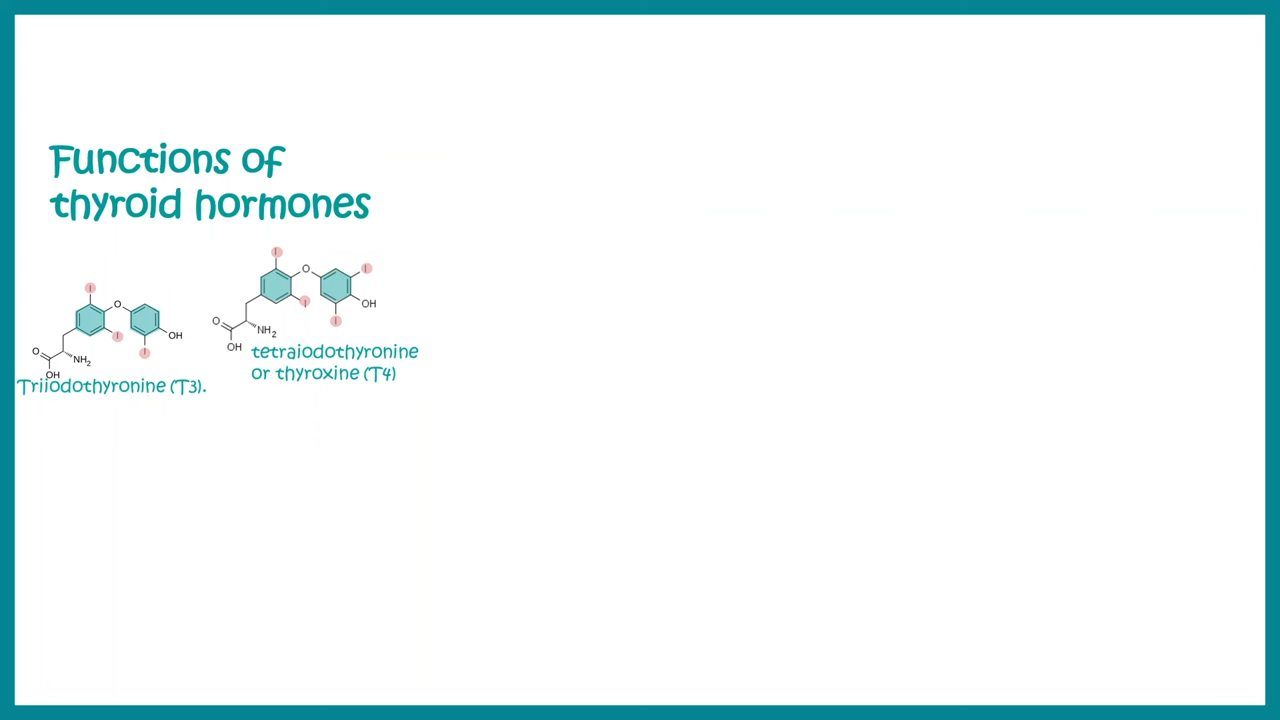 Functions of
thyroid hormones
I
O
I
OH
I
O
NH2
OH
Triiodothyronine (T3).
I
O
I
I
OH
I
O
NH2
OH
tetraiodothyronine
or thyroxine (T4)